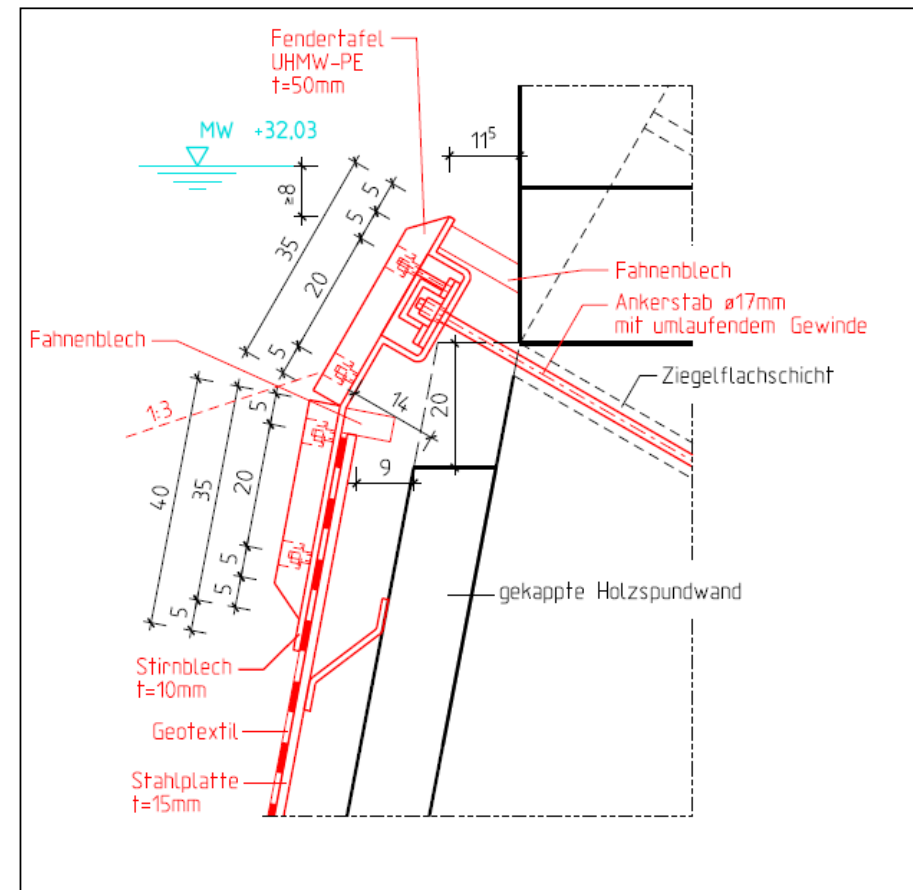 Fendertafel
UHMW-PE
t=50mm
MW +32,03
11⁵
≥8
5
5
35
20
5
Fahnenblech
Ankerstab ø17mm
mit umlaufendem Gewinde
Fahnenblech
Ziegelflachschicht
1:3
14
20
9
5
40
35
20
5
5
5
gekappte Holzspundwand
Stirnblech
t=10mm
Geotextil
Stahlplatte
t=15mm